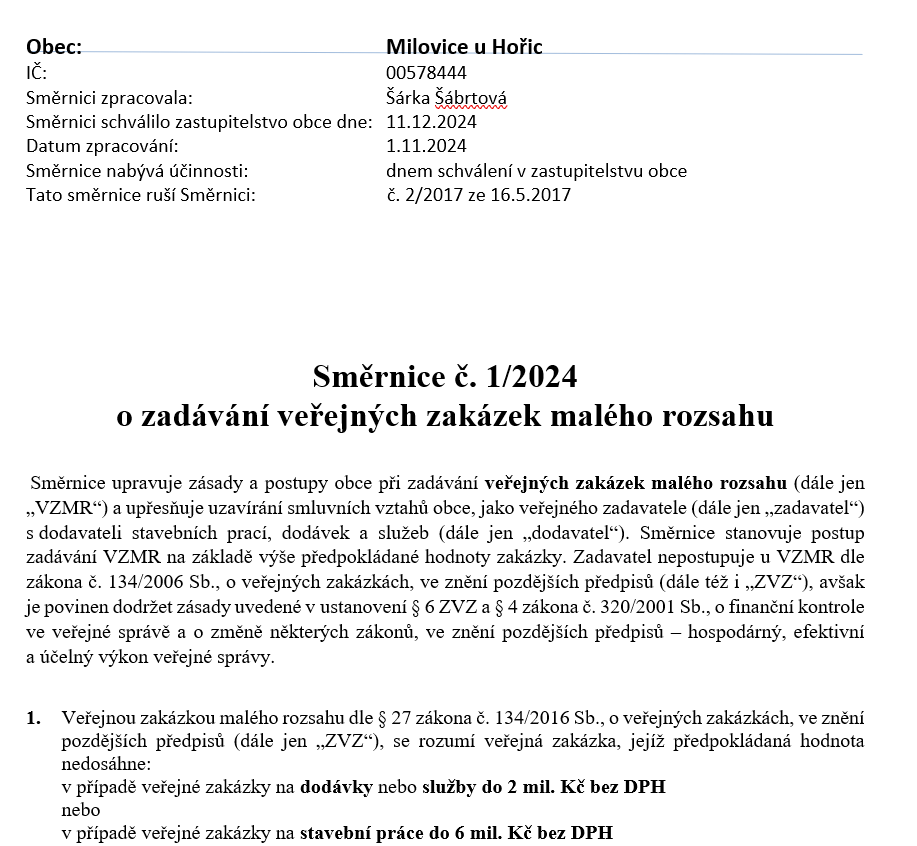 Obec: Milovice u Hořic
IČ: 00578444
Směrnici zpracovala: Šárka Šábrtová
Směrnici schválilo zastupitelstvo obce dne: 11.12.2024
Datum zpracování: 1.11.2024
Směrnice nabývá účinnosti: dnem schválení v zastupitelstvu obce
Tato směrnice ruší Směrnici: č. 2/2017 ze 16.5.2017
Směrnice č. 1/2024
o zadávání veřejných zakázek malého rozsahu
Směrnice upravuje zásady a postupy obce při zadávání veřejných zakázek malého rozsahu (dále jen
„VZMR“) a upřesňuje uzavírání smluvních vztahů obce, jako veřejného zadavatele (dále jen „zadavatel“)
s dodavateli stavebních prací, dodávek a služeb (dále jen „dodavatel“). Směrnice stanovuje postup
zadávání VZMR na základě výše předpokládané hodnoty zakázky. Zadavatel nepostupuje u VZMR dle
zákona č. 134/2006 Sb., o veřejných zakázkách, ve znění pozdějších předpisů (dále též i „ZVZ“), avšak
je povinen dodržet zásady uvedené v ustanovení § 6 ZVZ a § 4 zákona č. 320/2001 Sb., o finanční kontrole
ve veřejné správě a o změně některých zákonů, ve znění pozdějších předpisů – hospodárný, efektivní
a účelný výkon veřejné správy.
1. Veřejnou zakázkou malého rozsahu dle § 27 zákona č. 134/2016 Sb., o veřejných zakázkách, ve znění
pozdějších předpisů (dále jen „ZVZ“), se rozumí veřejná zakázka, jejíž předpokládaná hodnota
nedosáhne:
v případě veřejné zakázky na dodávky nebo služby do 2 mil. Kč bez DPH
nebo
v případě veřejné zakázky na stavební práce do 6 mil. Kč bez DPH